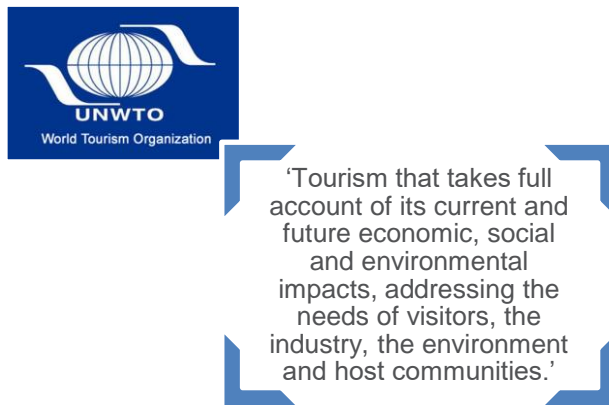 UNWTO
World Tourism Organization
‘Tourism that takes full
account of its current and
future economic, social
and environmental
impacts, addressing the
needs of visitors, the
industry, the environment
and host communities.’